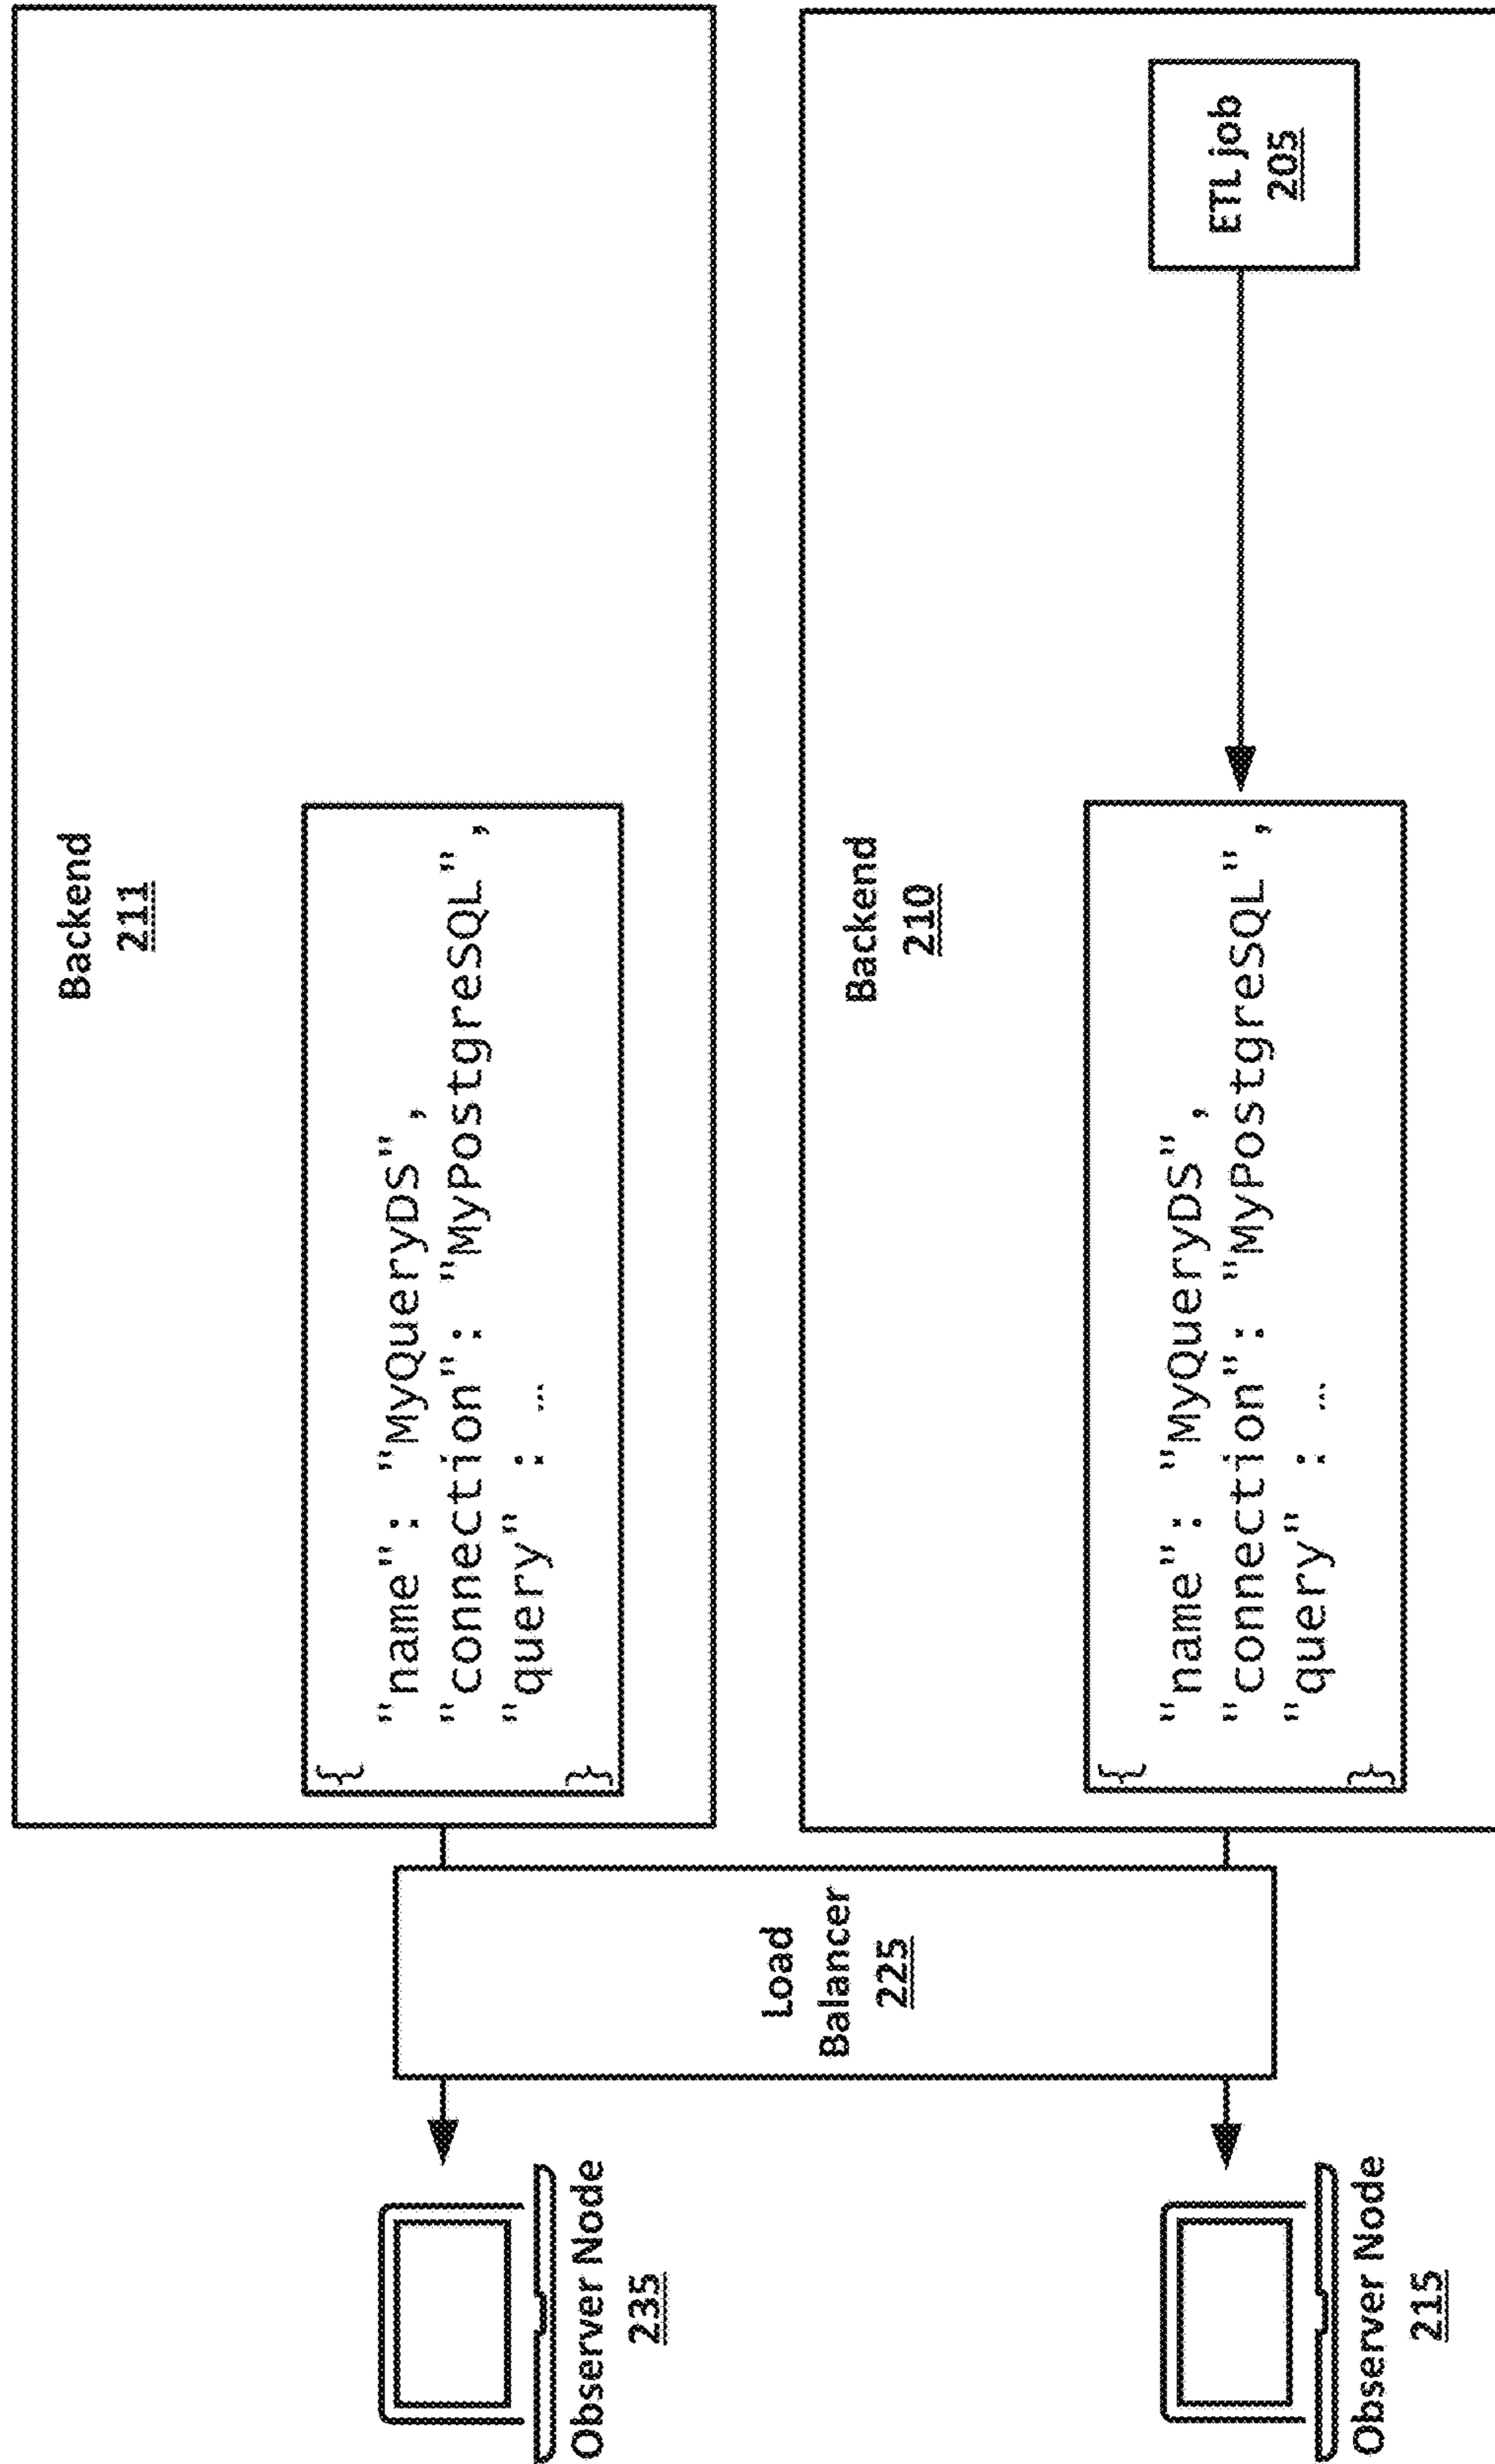 Backend
211
{
"name": "MyQueryDS",
"connection": "MyPostgreSQL",
"query" : ...
}
Load
Balancer
225
Observer Node
235
Backend
210
{
"name": "MyQueryDS",
"connection": "MyPostgreSQL",
"query" : ...
}
ETL job
205
Observer Node
215